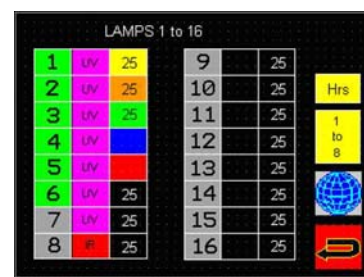 LAMPS 1 to 16
1 UV 25 9 25
2 UV 25 10 25 Hrs
3 UV 25 11 25
4 UV 12 25 1
5 UV 13 25 to
6 UV 25 14 25 8
7 UV 25 15 25
8 IR 25 16 25